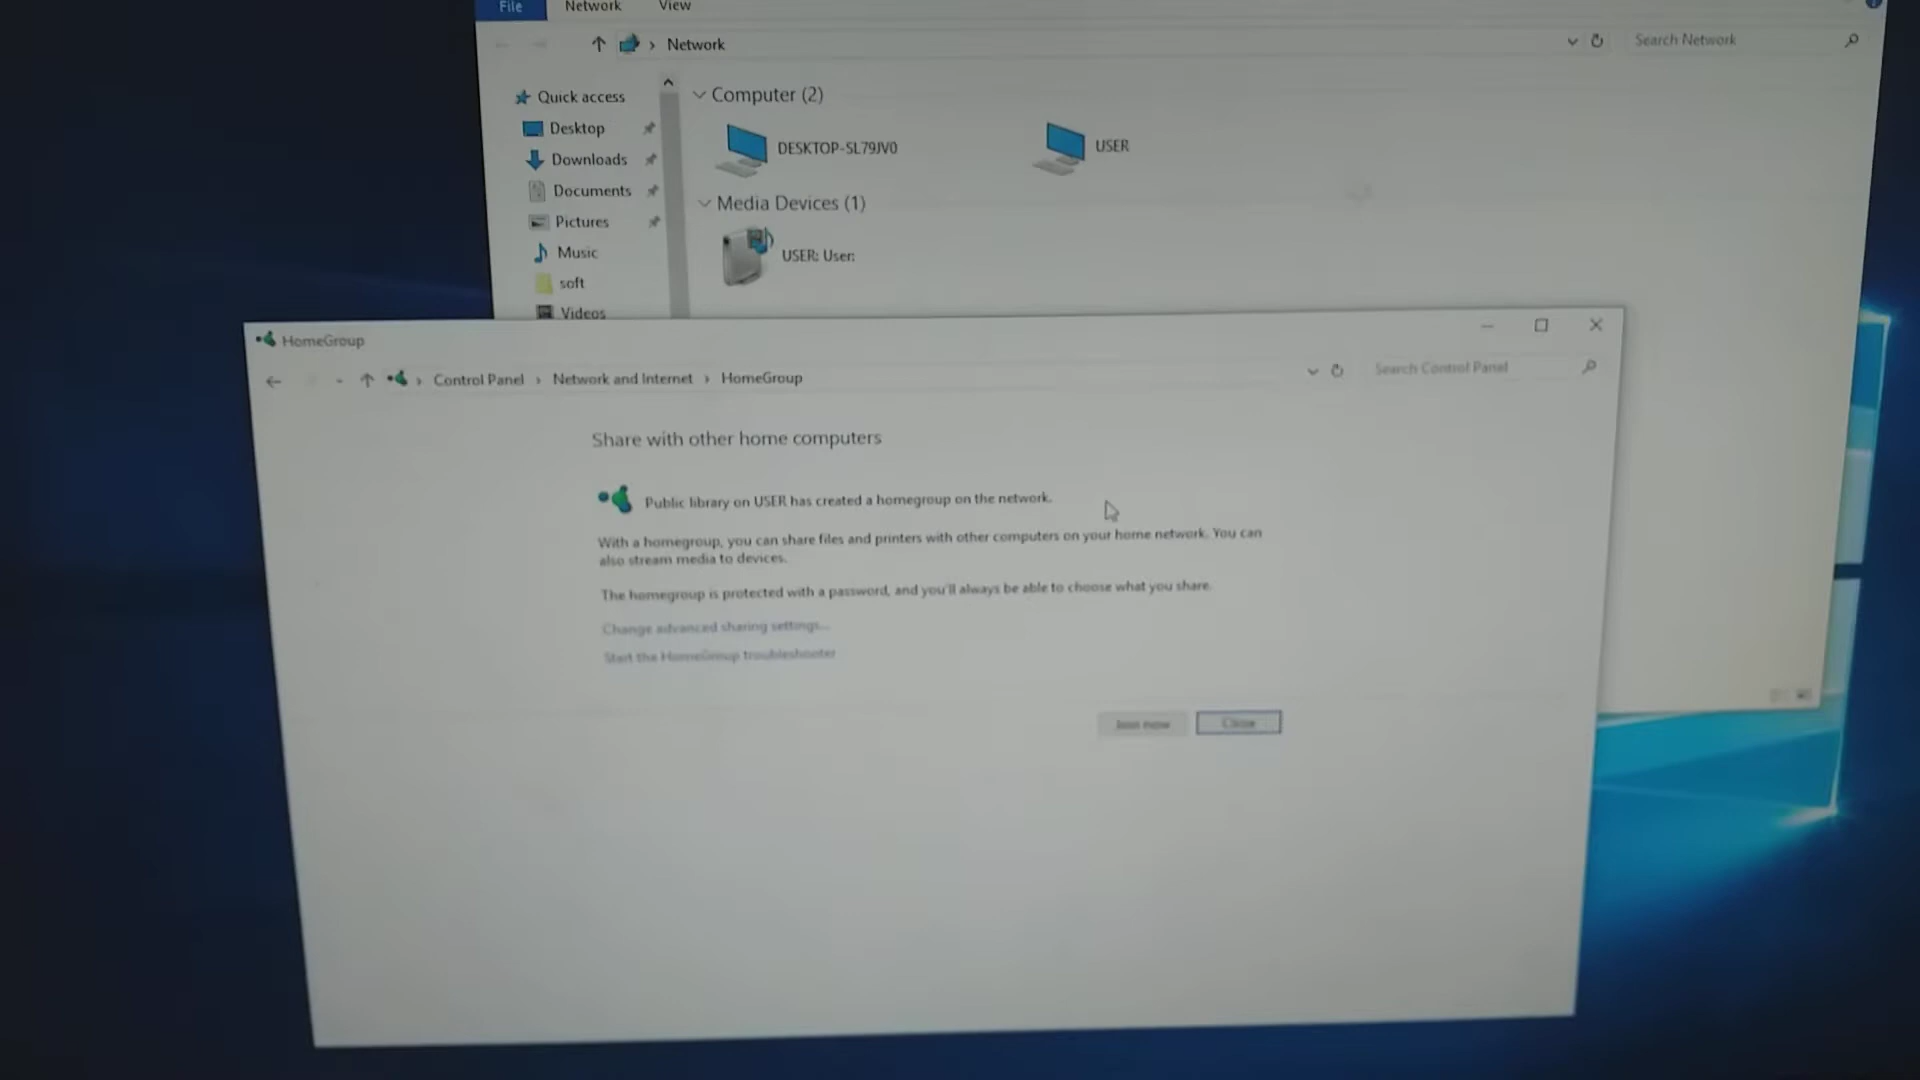 File Network View
Network
Search Network
Quick access
Desktop
Downloads
Documents
Pictures
Music
soft
Videos
Computer (2)
DESKTOP-SL79JV0
USER
Media Devices (1)
USER: User:
HomeGroup
Control Panel › Network and Internet › HomeGroup
Search Control Panel
Share with other home computers
Public library on USER has created a homegroup on the network.
With a homegroup, you can share files and printers with other computers on your home network. You can
also stream media to devices.
The homegroup is protected with a password, and you'll always be able to choose what you share.
Change advanced sharing settings...
Start the HomeGroup troubleshooter
Join now
Close